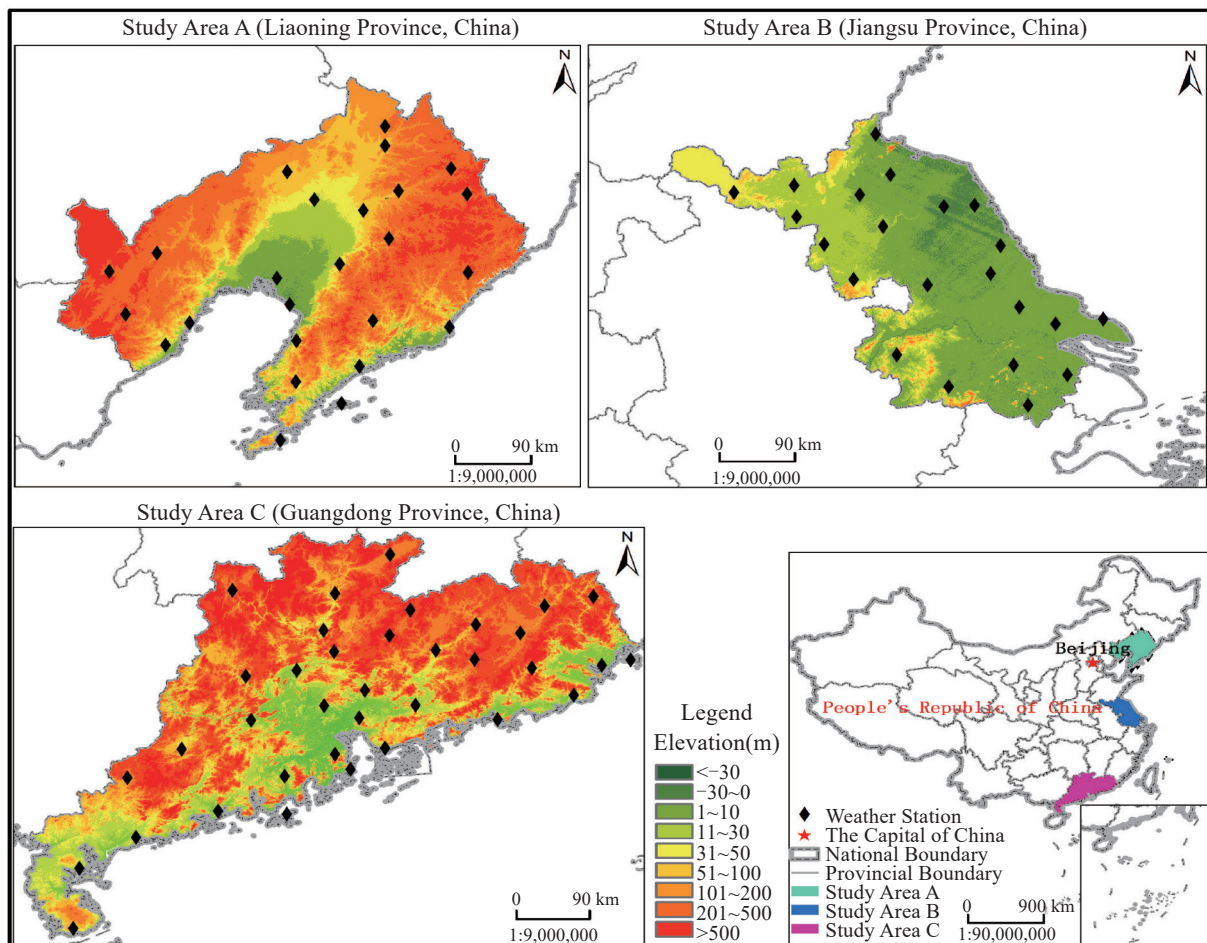 Study Area A (Liaoning Province, China)
Study Area B (Jiangsu Province, China)
N
N
0 90 km
1:9,000,000
0 90 km
1:9,000,000
Study Area C (Guangdong Province, China)
N
0 90 km
1:9,000,000
Legend
Elevation(m)
<−30
−30~0
1~10
11~30
31~50
51~100
101~200
201~500
>500
Beijing
People's Republic of China
Weather Station
The Capital of China
National Boundary
Provincial Boundary
Study Area A
Study Area B
Study Area C
0 900 km
1:90,000,000